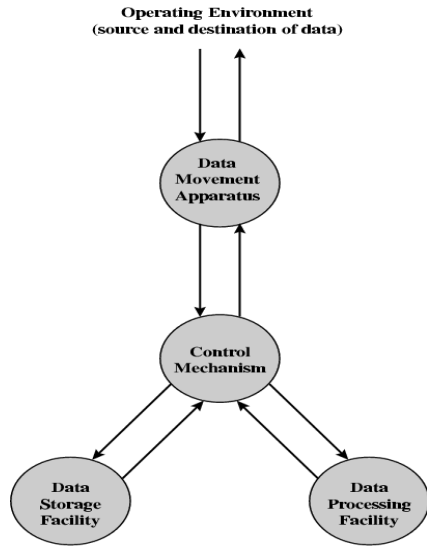 Operating Environment
(source and destination of data)
Data
Movement
Apparatus
Control
Mechanism
Data
Storage
Facility
Data
Processing
Facility